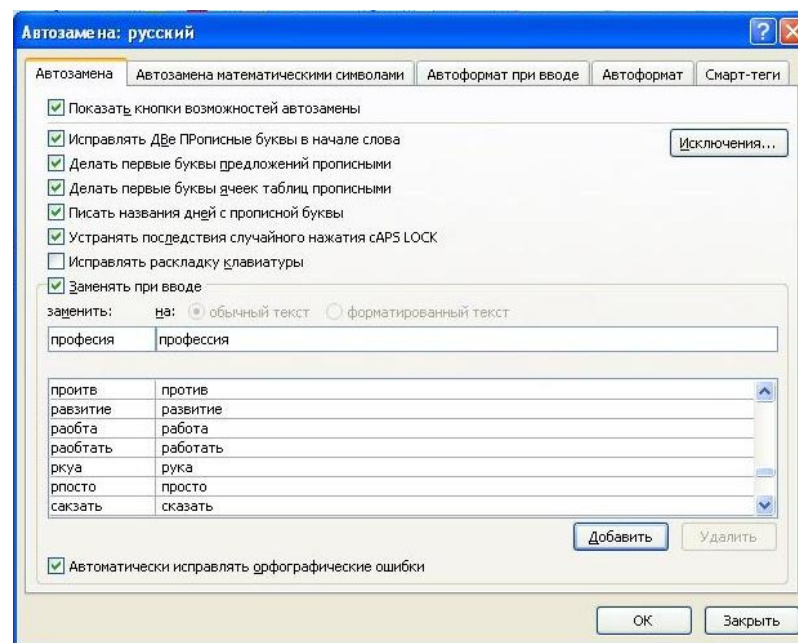 Автозамена: русский
Автозамена Автозамена математическими символами Автоформат при вводе Автоформат Смарт-теги
Показать кнопки возможностей автозамены
Исправлять ДВе ПРописные буквы в начале слова
Исключения...
Делать первые буквы предложений прописными
Делать первые буквы ячеек таблиц прописными
Писать названия дней с прописной буквы
Устранять последствия случайного нажатия cAPS LOCK
Исправлять раскладку клавиатуры
Заменять при вводе
заменить: на: обычный текст форматированный текст
професия профессия
проитв против
равзитие развитие
раобта работа
раобтать работать
ркуа рука
рпосто просто
сакзать сказать
Добавить Удалить
Автоматически исправлять орфографические ошибки
ОК Закрыть